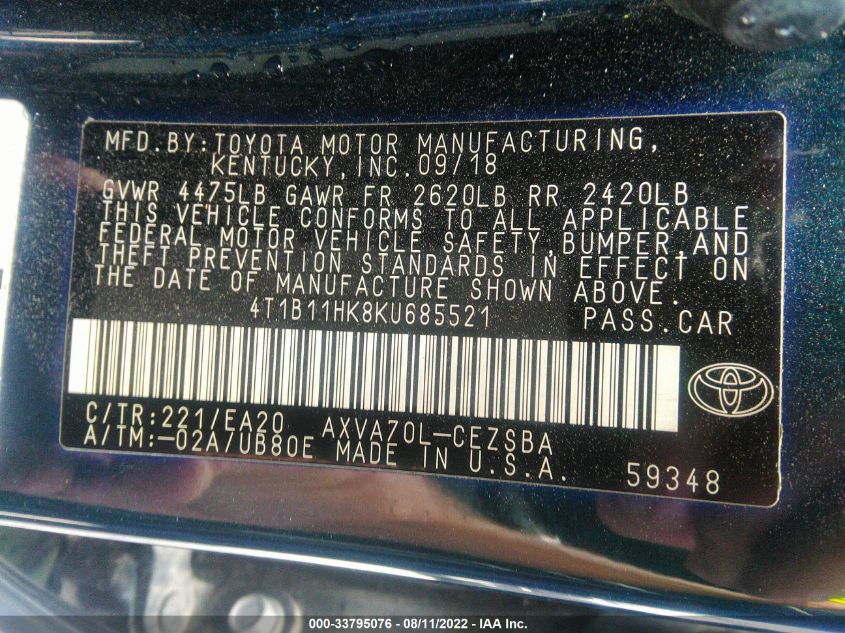 MFD.BY:TOYOTA MOTOR MANUFACTURING,
KENTUCKY, INC. 09/18
GVWR 4475LB GAWR FR 2620LB RR 2420LB
THIS VEHICLE CONFORMS TO ALL APPLICABLE
FEDERAL MOTOR VEHICLE SAFETY, BUMPER, AND
THEFT PREVENTION STANDARDS IN EFFECT ON
THE DATE OF MANUFACTURE SHOWN ABOVE.
4T1B11HK8KU685521 PASS.CAR
C/TR:221/EA20 AXVA70L-CEZSBA
A/TM:-02A/UB80E MADE IN U.S.A. 59348
000-33795076 - 08/11/2022 - IAA Inc.